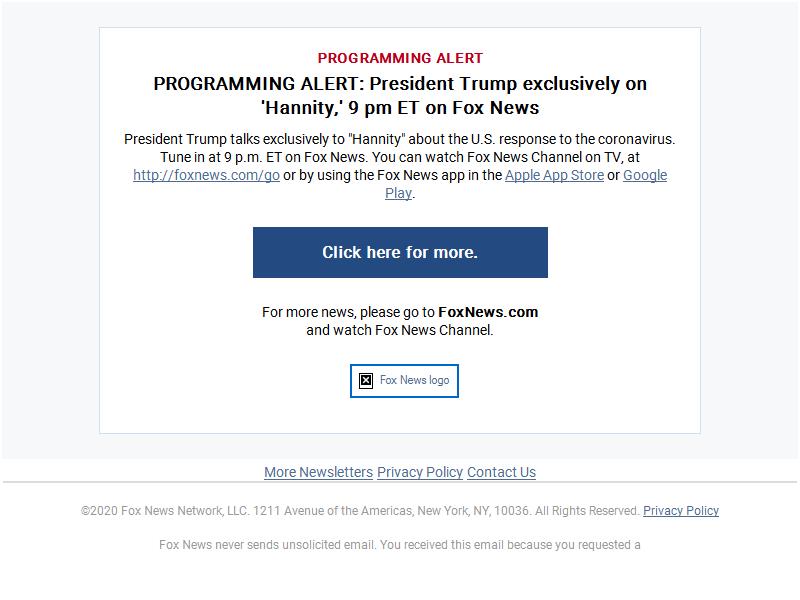 PROGRAMMING ALERT
PROGRAMMING ALERT: President Trump exclusively on
'Hannity,' 9 pm ET on Fox News
President Trump talks exclusively to "Hannity" about the U.S. response to the coronavirus.
Tune in at 9 p.m. ET on Fox News. You can watch Fox News Channel on TV, at
http://foxnews.com/go or by using the Fox News app in the Apple App Store or Google
Play.
Click here for more.
For more news, please go to FoxNews.com
and watch Fox News Channel.
Fox News logo
More Newsletters Privacy Policy Contact Us
©2020 Fox News Network, LLC. 1211 Avenue of the Americas, New York, NY, 10036. All Rights Reserved. Privacy Policy
Fox News never sends unsolicited email. You received this email because you requested a